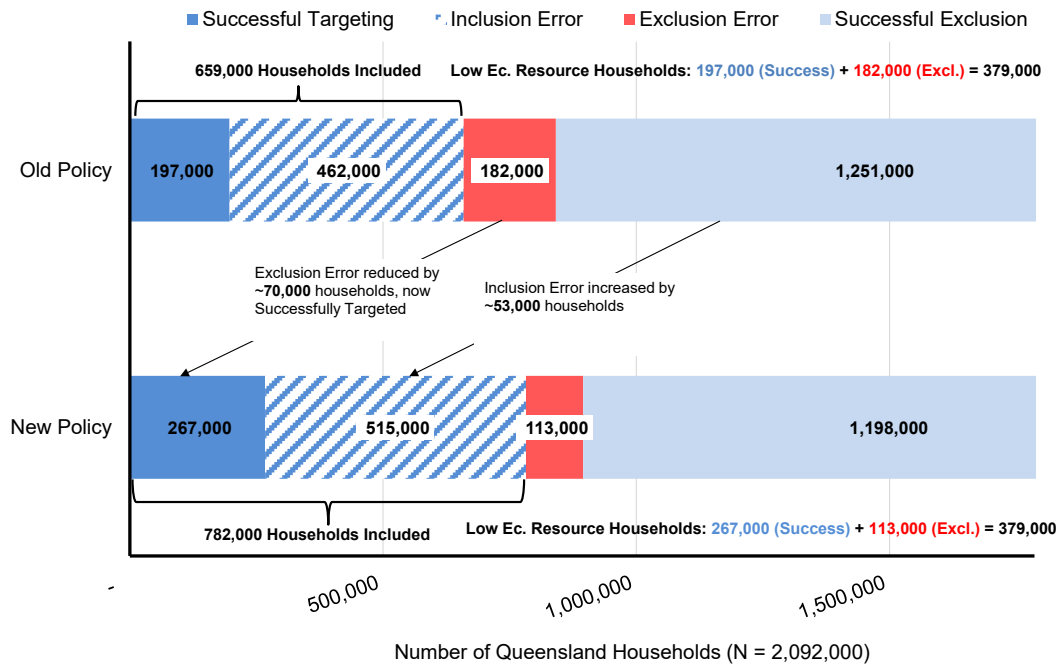 Successful Targeting Inclusion Error Exclusion Error Successful Exclusion
659,000 Households Included
Low Ec. Resource Households: 197,000 (Success) + 182,000 (Excl.) = 379,000
Old Policy
197,000 462,000 182,000 1,251,000
Exclusion Error reduced by
~70,000 households, now
Successfully Targeted
Inclusion Error increased by
~53,000 households
New Policy
267,000 515,000 113,000 1,198,000
782,000 Households Included
Low Ec. Resource Households: 267,000 (Success) + 113,000 (Excl.) = 379,000
- 500,000 1,000,000 1,500,000
Number of Queensland Households (N = 2,092,000)